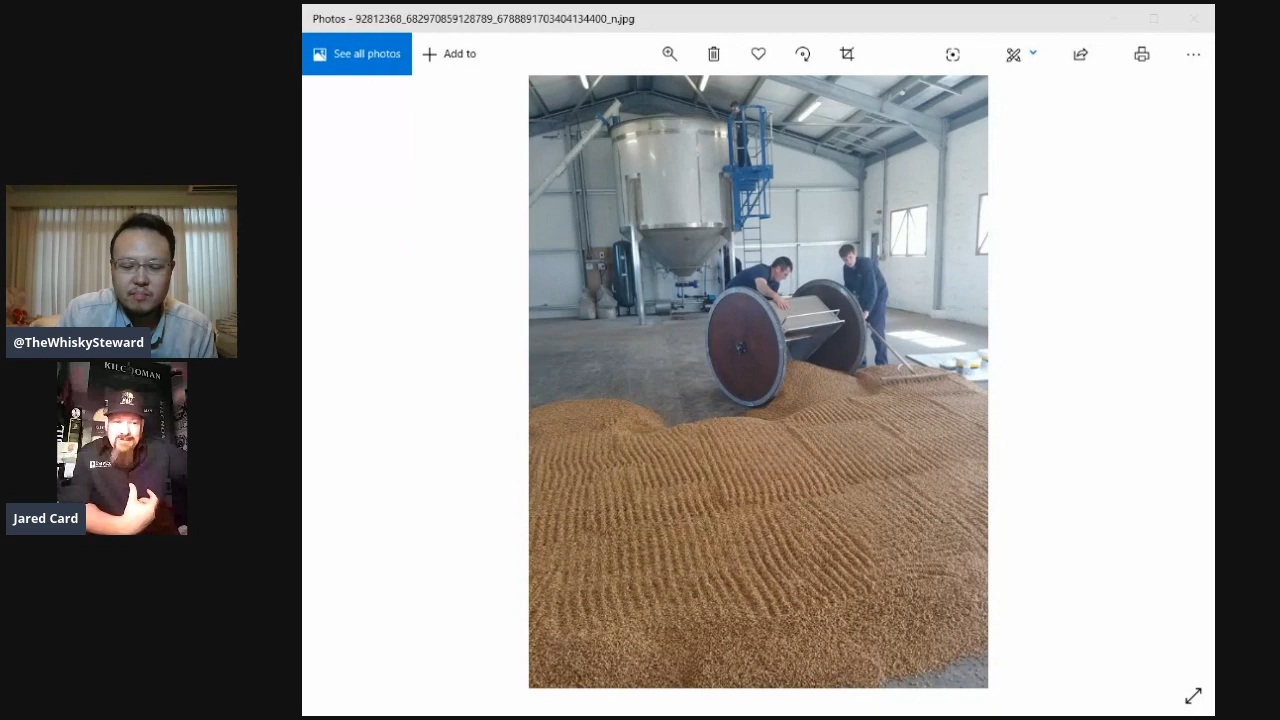 Photos - 92812368_682970859128789_6788891703404134400_n.jpg
See all photos
Add to
@TheWhiskySteward
KILCHOMAN
Jared Card